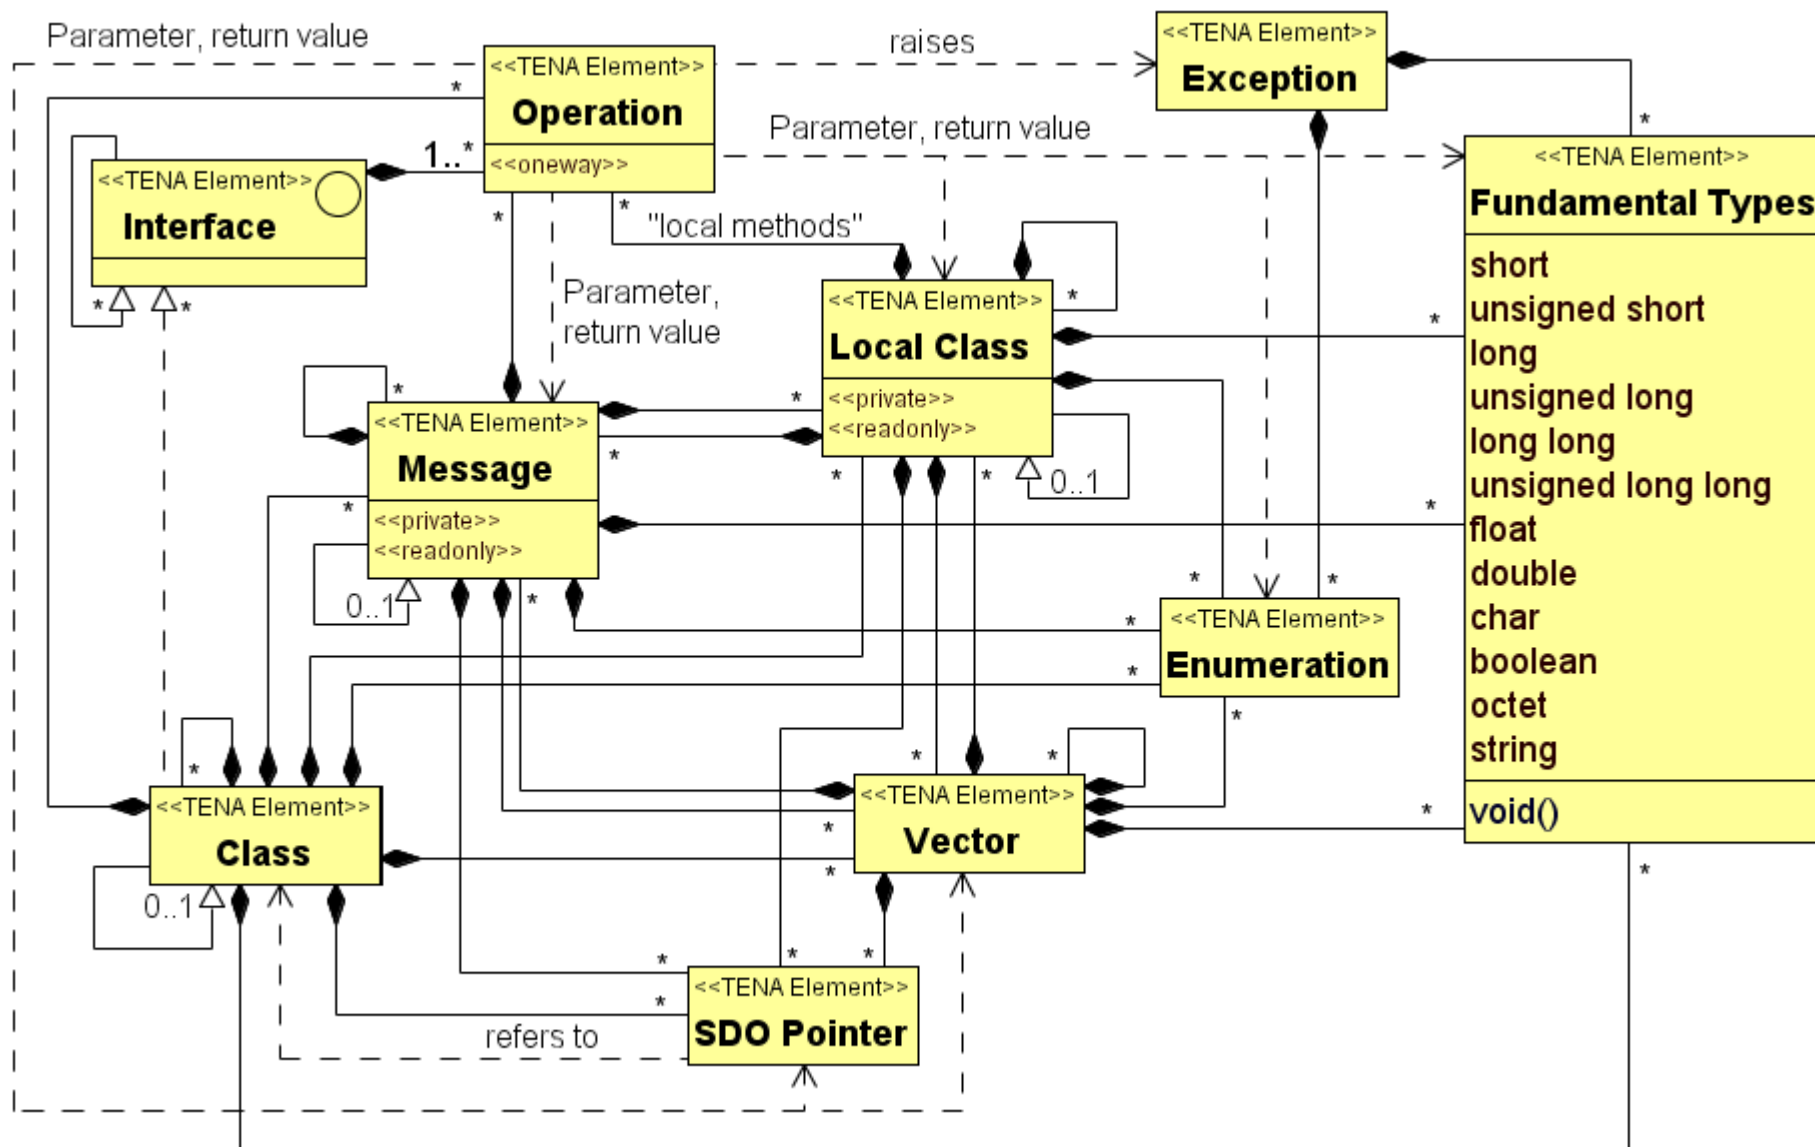 Parameter, return value
raises
<<TENA Element>>
Exception
<<TENA Element>>
Operation
<<oneway>>
*
*
1..*
Parameter, return value
<<TENA Element>>
Interface
* *
* *
"local methods"
Parameter,
return value
<<TENA Element>>
Fundamental Types
short
unsigned short
long
unsigned long
long long
unsigned long long
float
double
char
boolean
octet
string
void()
<<TENA Element>>
Local Class
<<private>>
<<readonly>>
*
*
*
*
* *
0..1
<<TENA Element>>
Message
<<private>>
<<readonly>>
*
*
*
*
0..1
*
*
*
*
<<TENA Element>>
Enumeration
*
*
*
<<TENA Element>>
Class
*
0..1
<<TENA Element>>
Vector
* *
*
*
*
*
* *
*
*
<<TENA Element>>
SDO Pointer
refers to